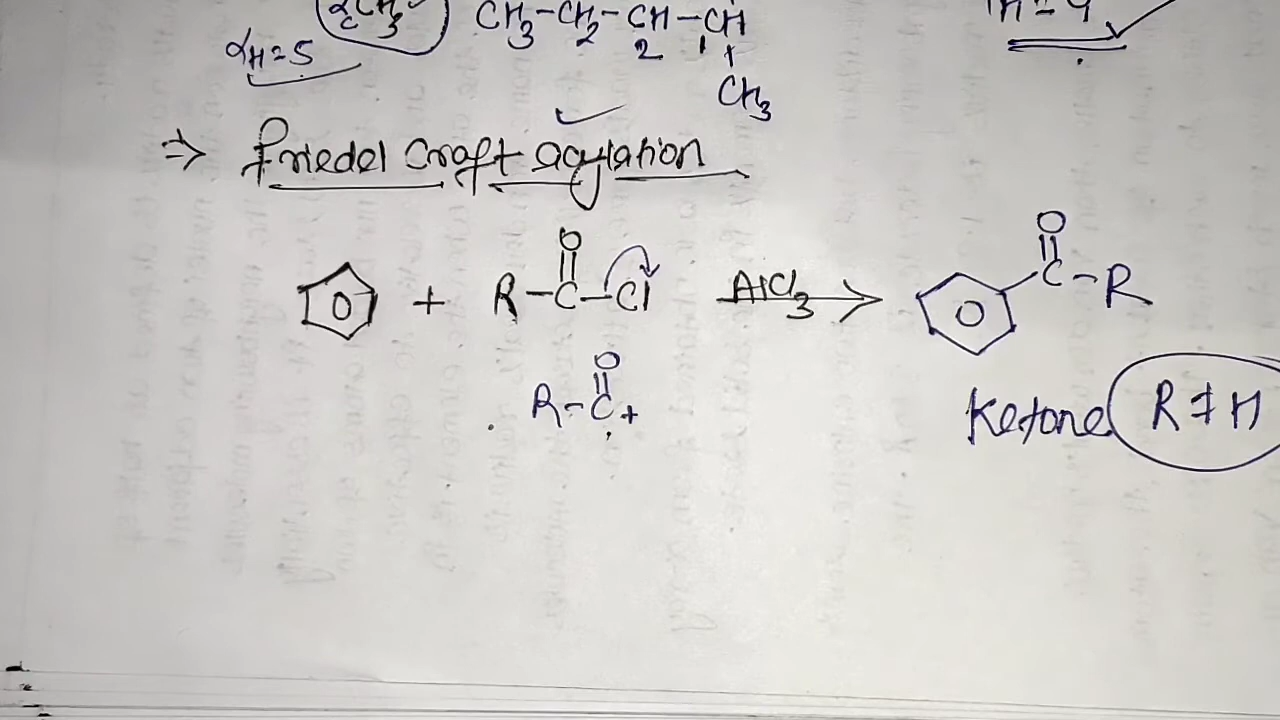 αH=5
CH3-CH2-CH-CH
2 1
CH3
⇒ friedel craft acylation
+ R-C-Cl AlCl3 → C-R
O O
O
R-C+
Ketone R≠H